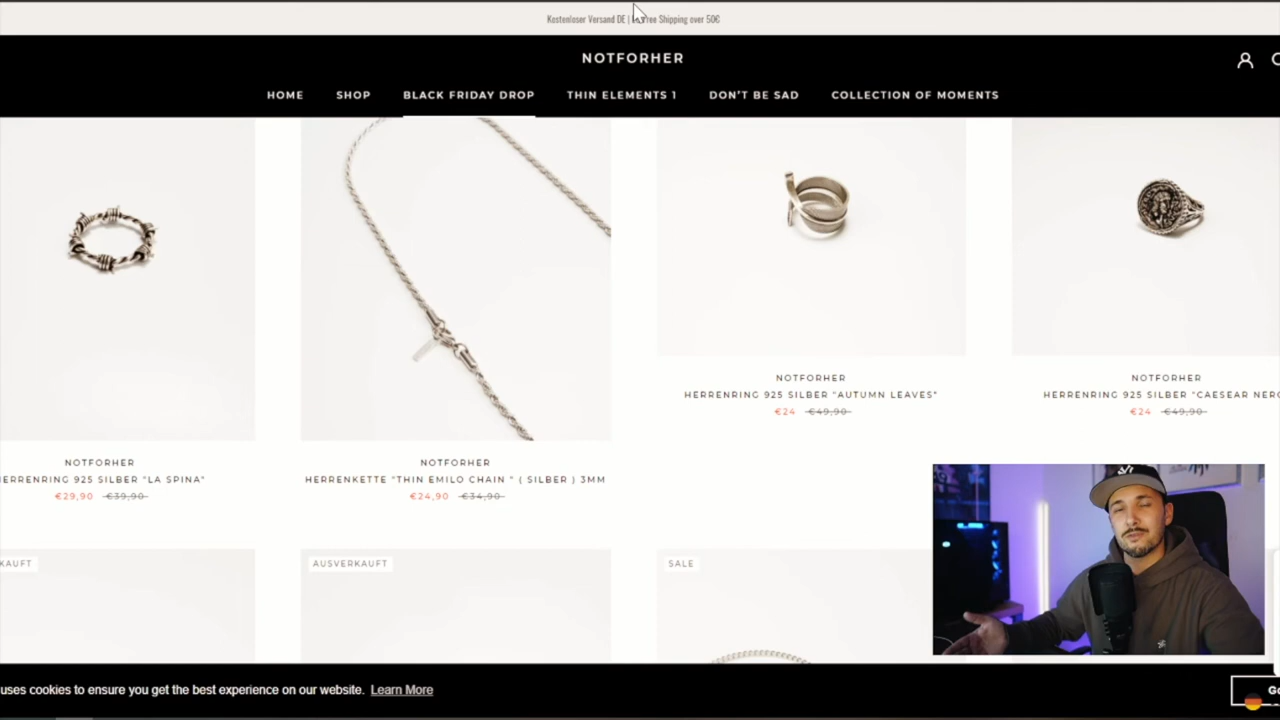 Kostenloser Versand DE | Free Shipping over 50€
NOTFORHER
HOME SHOP BLACK FRIDAY DROP THIN ELEMENTS 1 DON'T BE SAD COLLECTION OF MOMENTS
NOTFORHER
HERRENRING 925 SILBER "AUTUMN LEAVES"
€24 €49,90
NOTFORHER
HERRENRING 925 SILBER "CAESEAR NERO
€24 €49,90
NOTFORHER
ERRENRING 925 SILBER "LA SPINA"
€29,90 €39,90
NOTFORHER
HERRENKETTE "THIN EMILO CHAIN " ( SILBER ) 3MM
€24,90 €34,90
KAUFT
AUSVERKAUFT
SALE
uses cookies to ensure you get the best experience on our website. Learn More